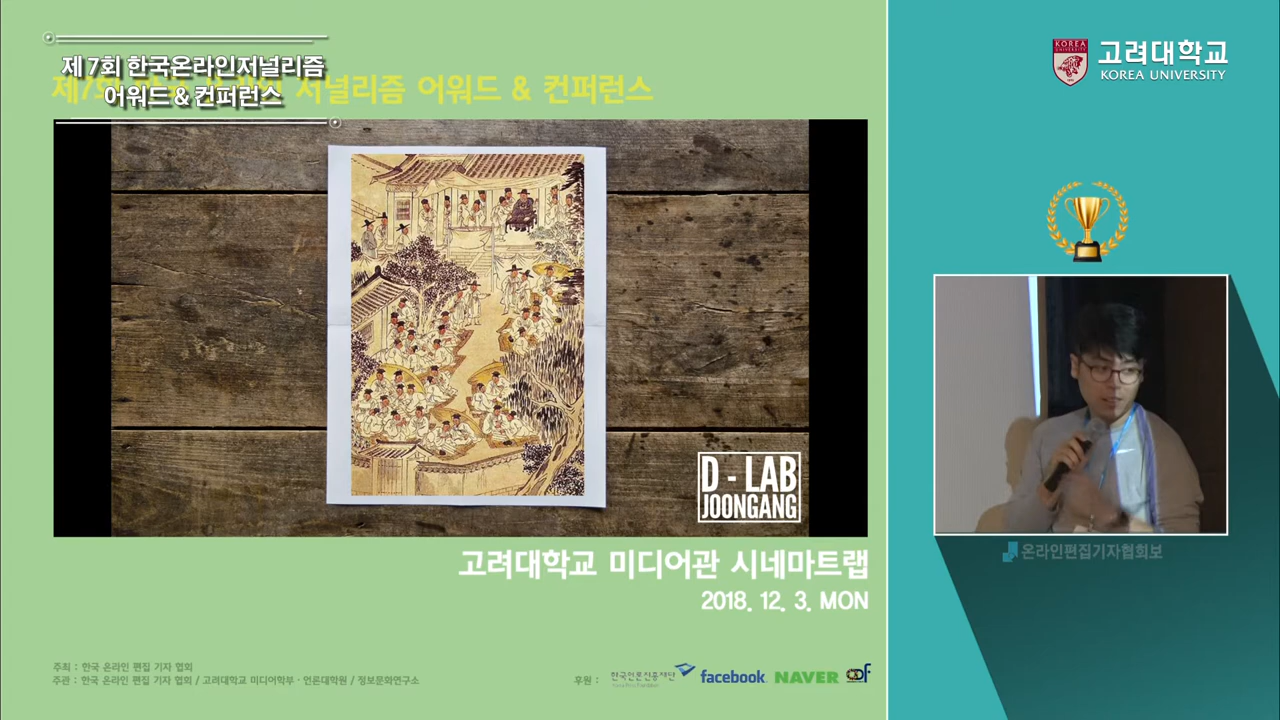 제 7회 한국온라인저널리즘
어워드 & 컨퍼런스
저널리즘 어워드 & 컨퍼런스
D - LAB
JOONGANG
고려대학교 미디어관 시네마트랩
2018. 12. 3. MON
주최 : 한국 온라인 편집 기자 협회
주관 : 한국 온라인 편집 기자 협회 / 고려대학교 미디어학부 · 언론대학원 / 정보문화연구소
후원 :
한국언론진흥재단
facebook
NAVER
KOREA
UNIVERSITY
고려대학교
KOREA UNIVERSITY
온라인편집기자협회보